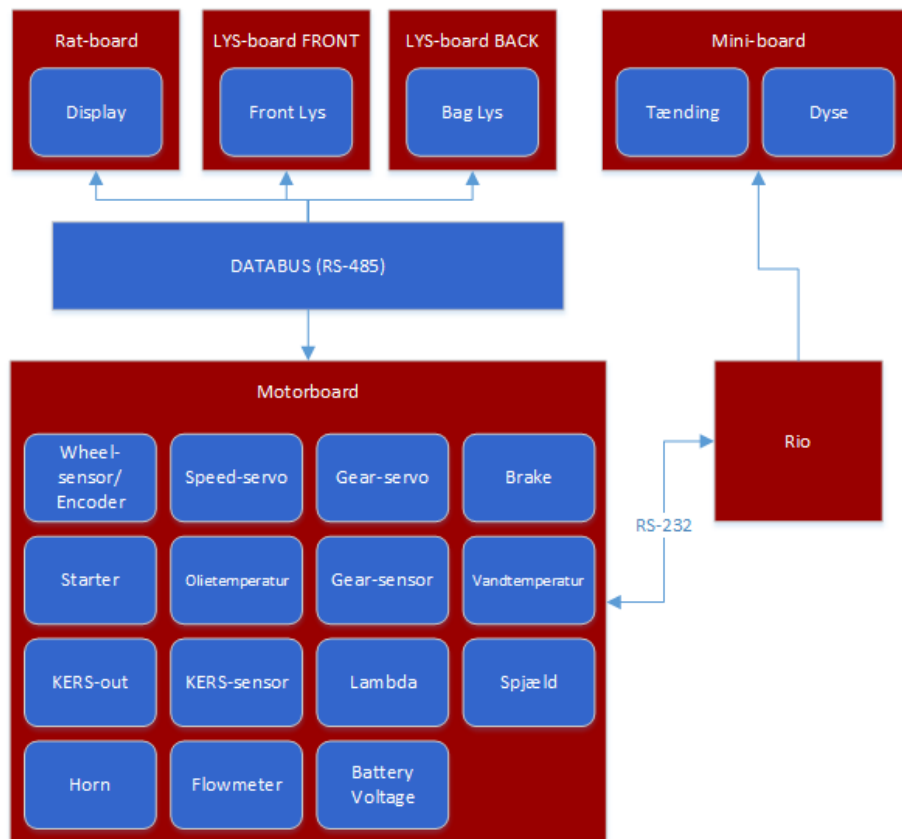 Rat-board
LYS-board FRONT
LYS-board BACK
Mini-board
Display
Front Lys
Bag Lys
Tænding
Dyse
DATABUS (RS-485)
Motorboard
Wheel-
sensor/
Encoder
Speed-servo
Gear-servo
Brake
Rio
RS-232
Starter
Olietemperatur
Gear-sensor
Vandtemperatur
KERS-out
KERS-sensor
Lambda
Spjæld
Horn
Flowmeter
Battery
Voltage